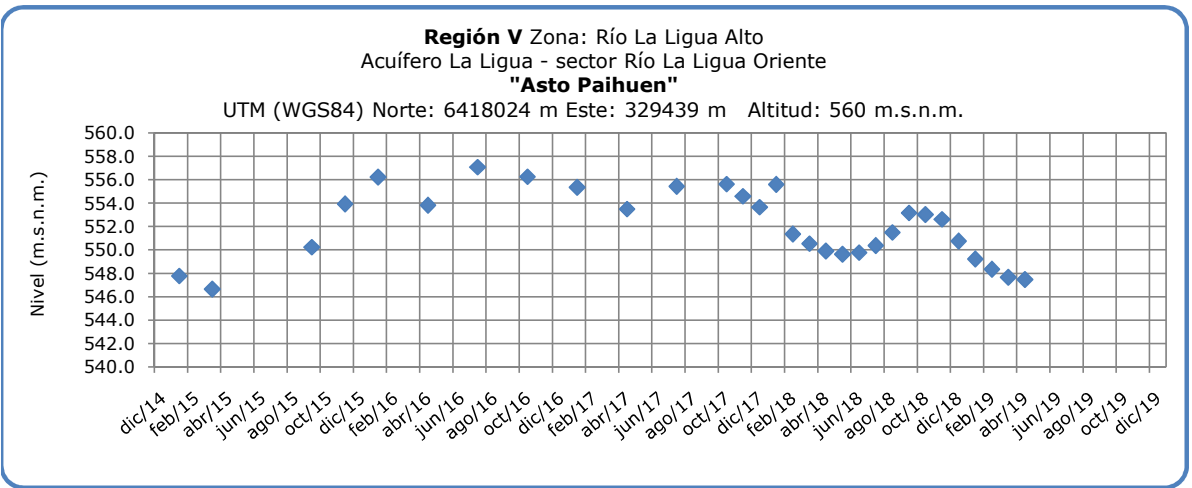 Región V Zona: Río La Ligua Alto
Acuífero La Ligua - sector Río La Ligua Oriente
"Asto Paihuen"
UTM (WGS84) Norte: 6418024 m Este: 329439 m Altitud: 560 m.s.n.m.
Nivel (m.s.n.m.)
560.0
558.0
556.0
554.0
552.0
550.0
548.0
546.0
544.0
542.0
540.0
dic/14
feb/15
abr/15
jun/15
ago/15
oct/15
dic/15
feb/16
abr/16
jun/16
ago/16
oct/16
dic/16
feb/17
abr/17
jun/17
ago/17
oct/17
dic/17
feb/18
abr/18
jun/18
ago/18
oct/18
dic/18
feb/19
abr/19
jun/19
ago/19
oct/19
dic/19